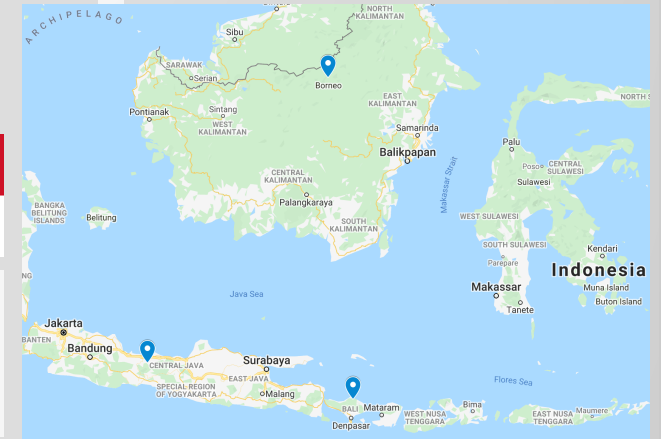 ARCHIPELAGO
NORTH
KALIMANTAN
Sibu
SARAWAK
Serian
Borneo
EAST
KALIMANTAN
Pontianak
Sintang
WEST
KALIMANTAN
Samarinda
Balikpapan
Makassar Strait
Palu
NORTH S
Poso
CENTRAL
SULAWESI
Sulawesi
CENTRAL
KALIMANTAN
Palangkaraya
BANGKA
BELITUNG
ISLANDS
Belitung
SOUTH
KALIMANTAN
WEST SULAWESI
SOUTH SULAWESI
Parepare
Kendari
Indonesia
NG
Java Sea
Makassar
Muna Island
Buton Island
Tanete
Jakarta
BANTEN
Bandung
CENTRAL JAVA
Surabaya
EAST JAVA
SPECIAL REGION
OF YOGYAKARTA
Malang
Flores Sea
BALI
Mataram
Denpasar
WEST NUSA
TENGGARA
Bima
EAST NUSA
TENGGARA
Maumere